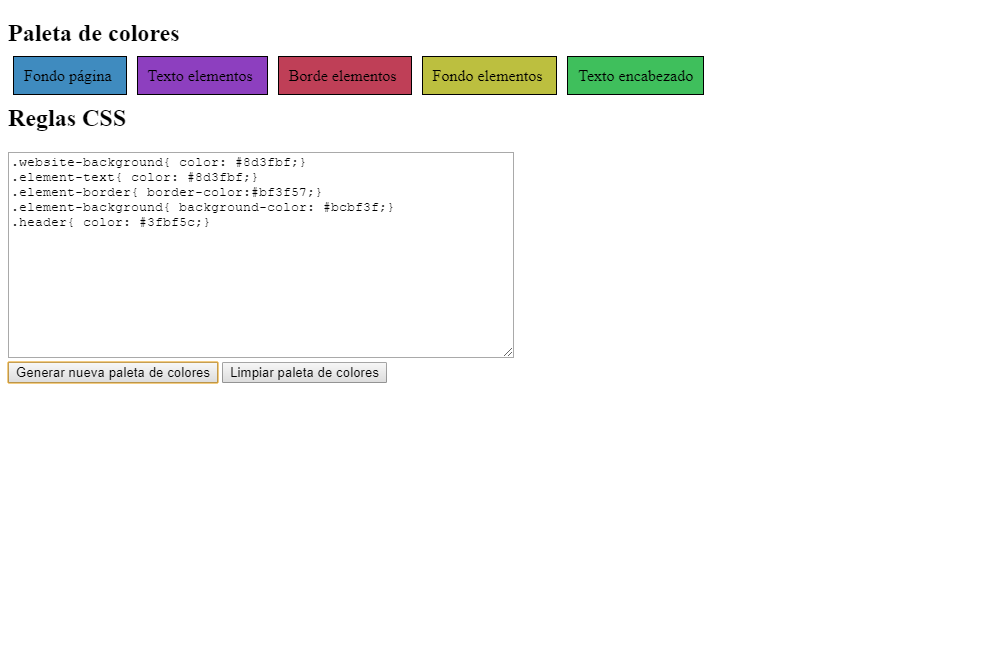 Paleta de colores
Fondo página Texto elementos Borde elementos Fondo elementos Texto encabezado
Reglas CSS
.website-background{ color: #8d3fbf;}
.element-text{ color: #8d3fbf;}
.element-border{ border-color:#bf3f57;}
.element-background{ background-color: #bcbf3f;}
.header{ color: #3fbf5c;}
Generar nueva paleta de colores Limpiar paleta de colores